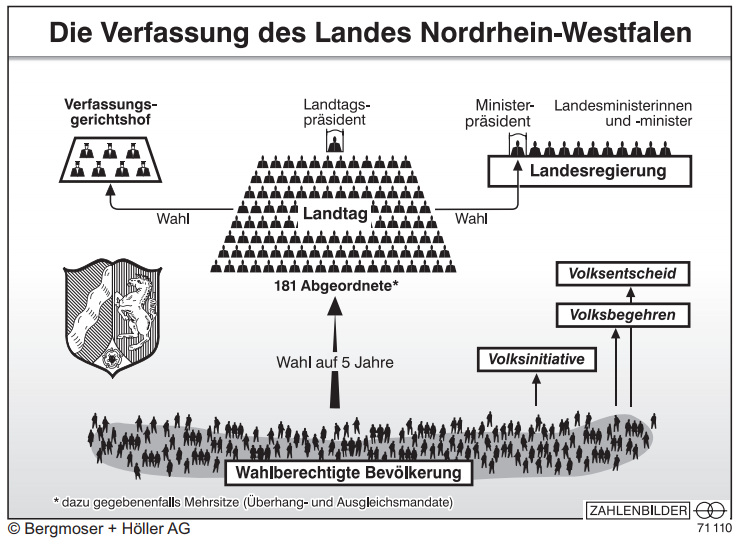 Die Verfassung des Landes Nordrhein-Westfalen
Verfassungs-
gerichtshof
Landtags-
präsident
Minister-
präsident
Landesministerinnen
und -minister
Landesregierung
Wahl
Landtag
Wahl
181 Abgeordnete*
Volksentscheid
Volksbegehren
Volksinitiative
Wahl auf 5 Jahre
Wahlberechtigte Bevölkerung
* dazu gegebenenfalls Mehrsitze (Überhang- und Ausgleichsmandate)
ZAHLENBILDER
© Bergmoser + Höller AG
71 110